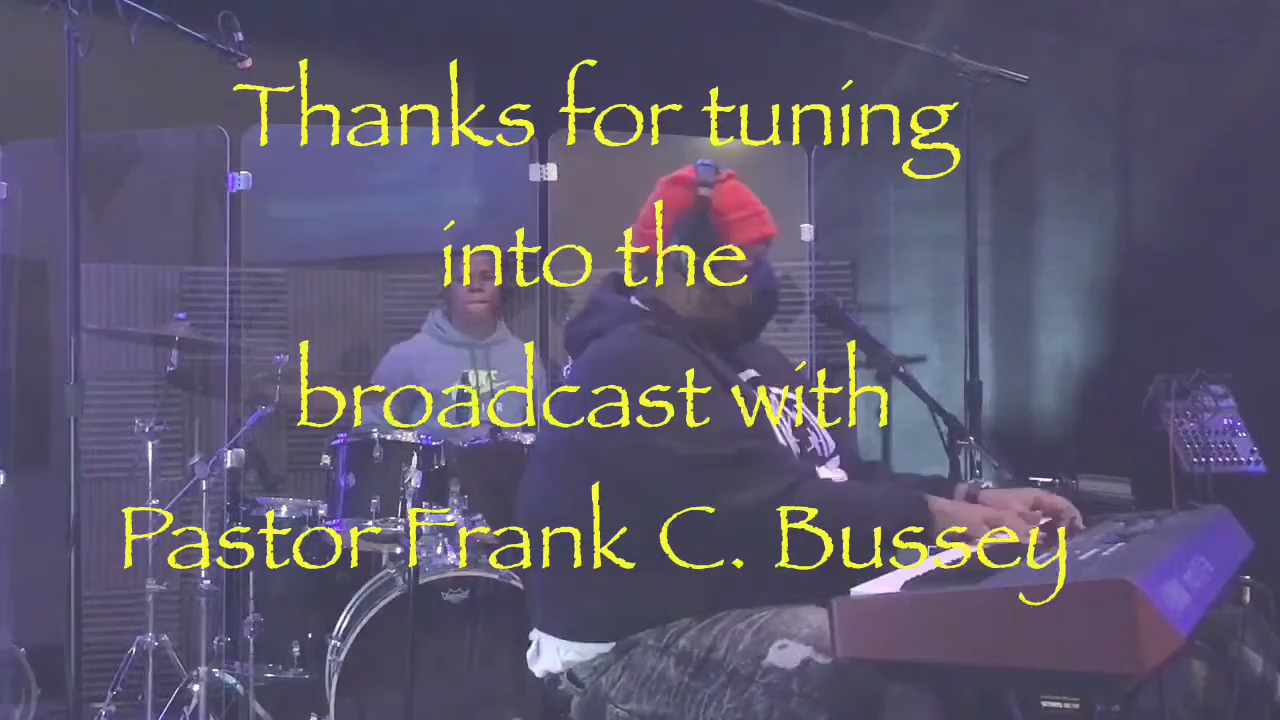 Thanks for tuning
into the
broadcast with
Pastor Frank C. Bussey